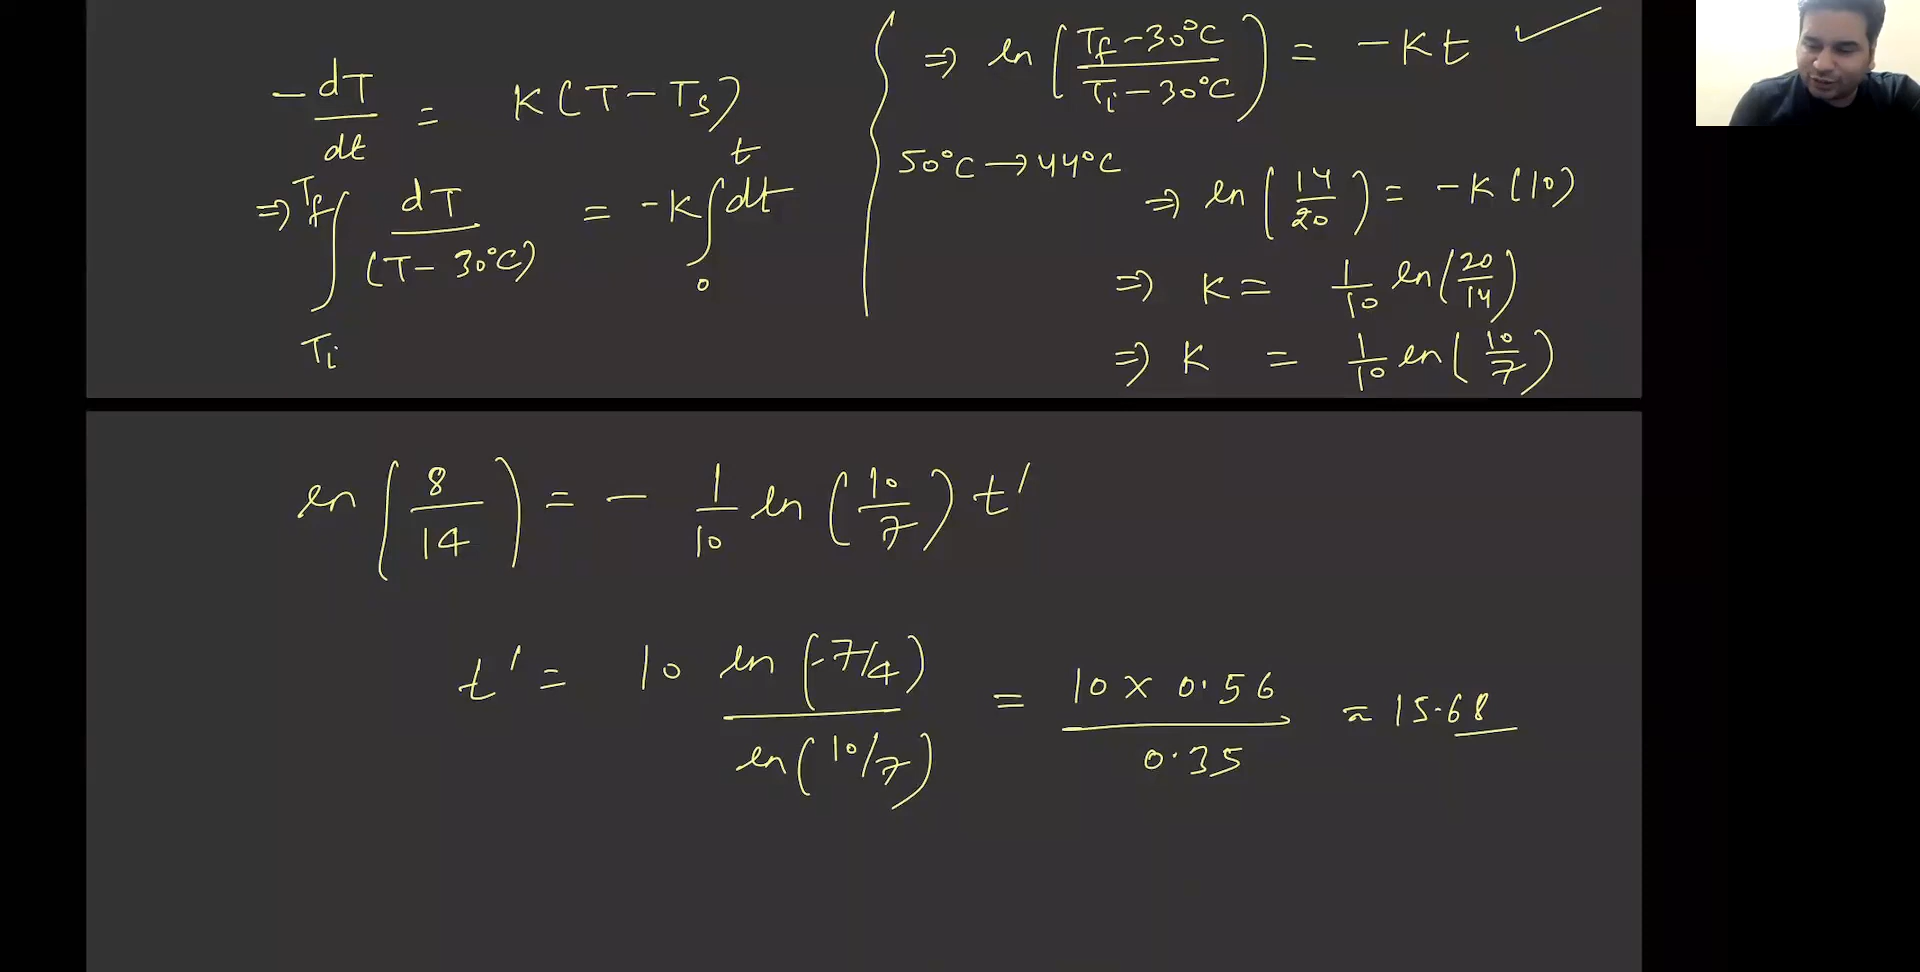 -dT/dt = K(T-Ts)
⇒ ∫_{Ti}^{Tf} dT/(T-30°C) = -K∫_0^t dt
⇒ ln(Tf-30°C/Ti-30°C) = -Kt ✓
50°C→44°C
⇒ ln(14/20) = -K(10)
⇒ K = 1/10 ln(20/14)
⇒ K = 1/10 ln(10/7)
ln(8/14) = - 1/10 ln(10/7) t'
t' = 10 ln(-7/4)/ln(10/7) = 10 × 0.56/0.35 ≈ 15.68